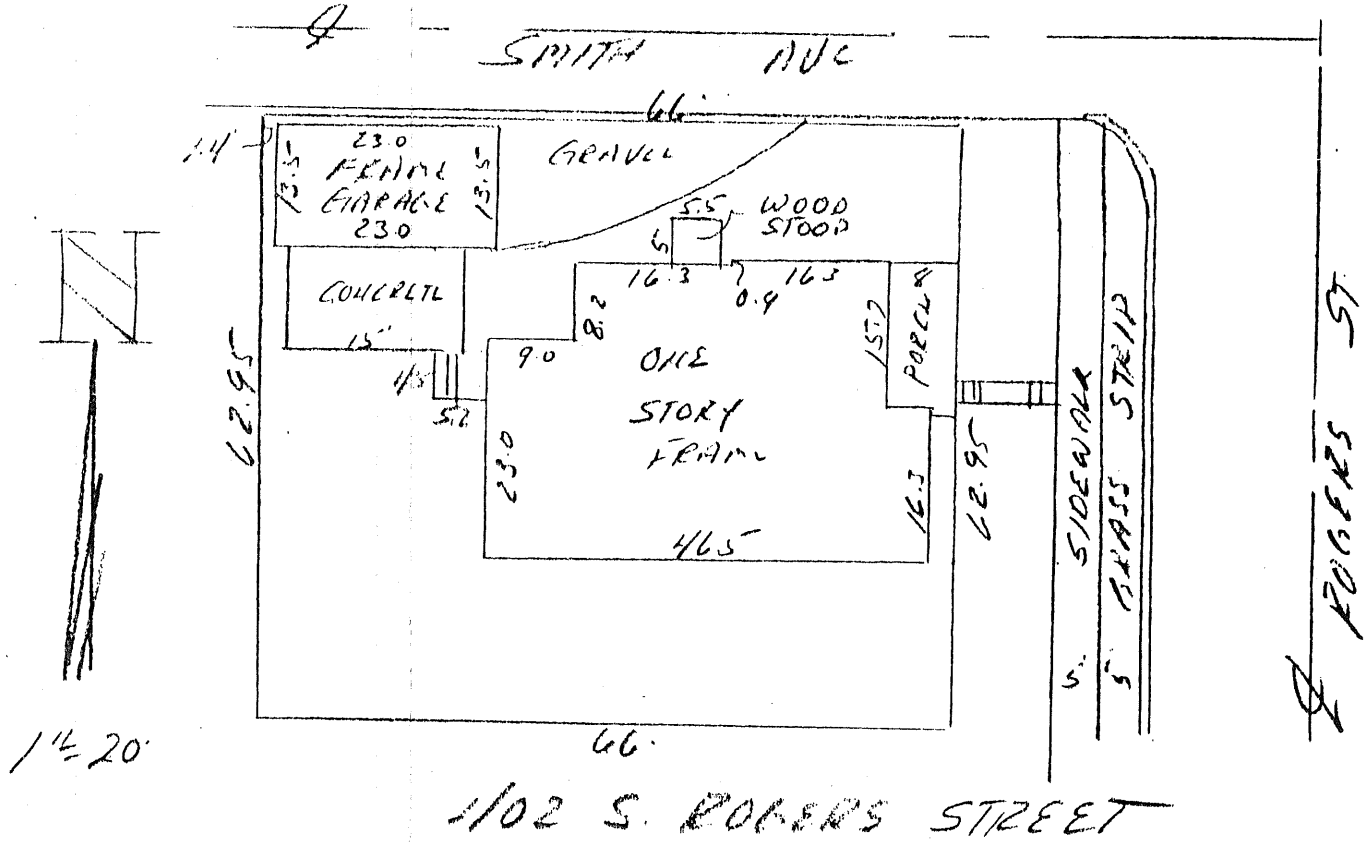 SMITH AVE
66.
1.4'
23.0
FRAME
GARAGE
23.0
13.5
13.5
GRAVEL
5.5
WOOD
STOOP
5
16.3
0.4
16.3
CONCRETE
15'
8.2
9.0
15.7
PORCH
N
62.95
5.2
ONE
STORY
FRAME
23.0
16.3
46.5
62.95
5' SIDEWALK
5' GRASS STRIP
ROGERS ST
1"=20'
66.
402 S. ROGERS STREET